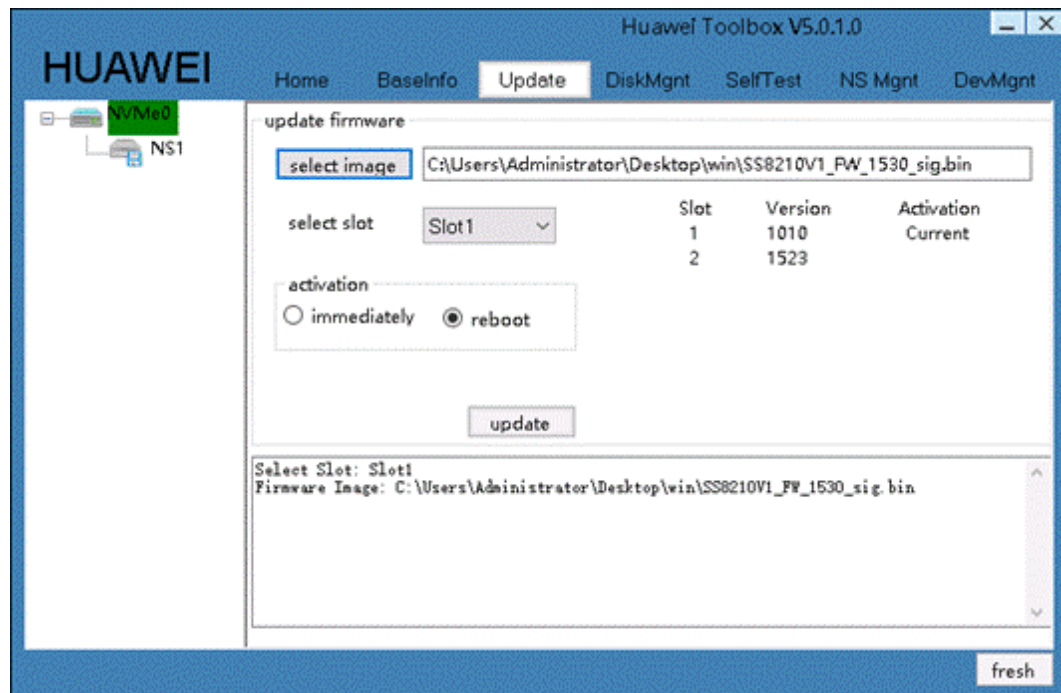 Huawei Toolbox V5.0.1.0
HUAWEI
Home BaseInfo Update DiskMgnt SelfTest NS Mgnt DevMgnt
NVMe0
NS1
update firmware
select image C:\Users\Administrator\Desktop\win\SS8210V1_FW_1530_sig.bin
select slot Slot1
Slot Version Activation
1 1010 Current
2 1523
activation
immediately reboot
update
Select Slot: Slot1
Firmware Image: C:\Users\Administrator\Desktop\win\SS8210V1_FW_1530_sig.bin
fresh